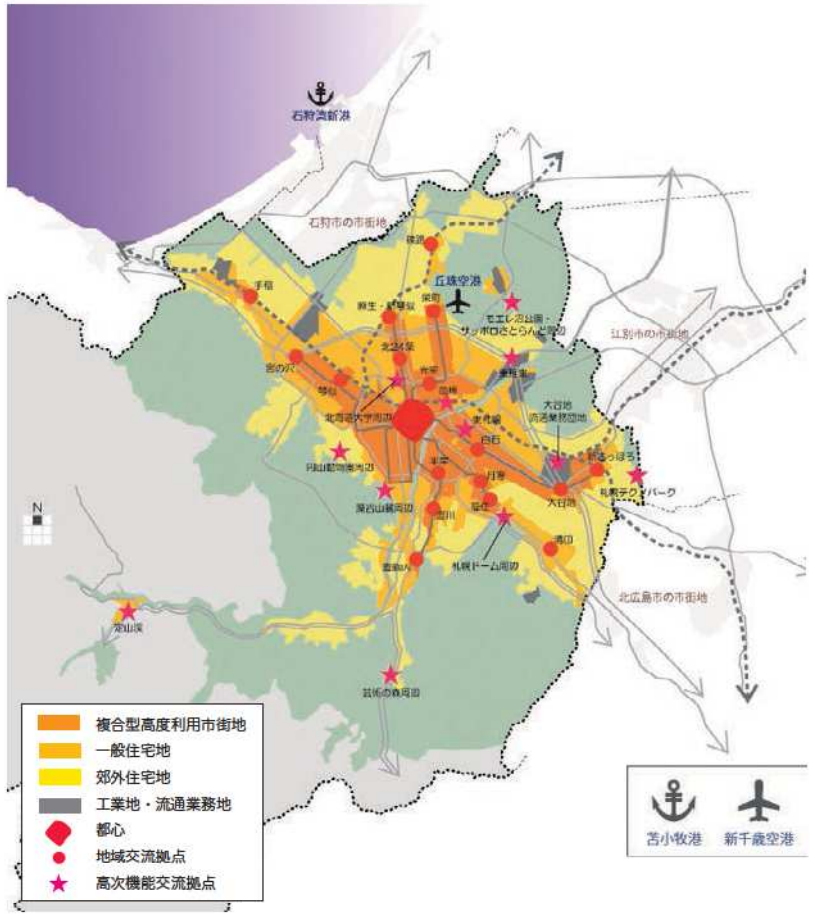 石狩湾新港
石狩市の市街地
篠路
丘珠空港
手稲
麻生・新琴似
栄町
モエレ沼公園・
サッポロさとらんど周辺
江別市の市街地
北24条
宮の沢
光星
東雁来
琴似
苗穂
大谷地
流通業務団地
北海道大学周辺
東札幌
白石
新さっぽろ
円山動物園周辺
平岸
月寒
札幌テクノパーク
藻岩山麓周辺
福住
大谷地
澄川
清田
真駒内
札幌ドーム周辺
北広島市の市街地
N
定山渓
芸術の森周辺
複合型高度利用市街地
一般住宅地
郊外住宅地
工業地・流通業務地
都心
地域交流拠点
高次機能交流拠点
苫小牧港
新千歳空港